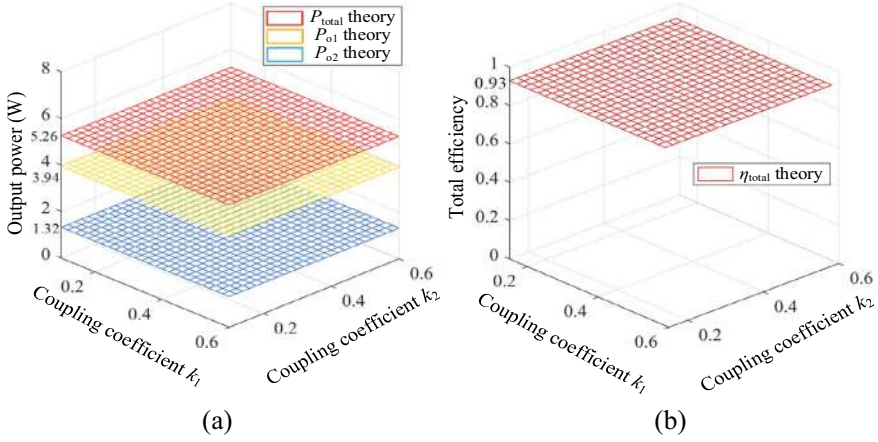 P_total theory
P_o1 theory
P_o2 theory
Output power (W)
8
6
5.26
4
3.94
2
1.32
0
0.2
0.4
0.6
Coupling coefficient k_1
0.2
0.4
0.6
Coupling coefficient k_2
(a)
Total efficiency
1
0.93
0.8
0.6
0.4
0.2
0
η_total theory
0.2
0.4
0.6
Coupling coefficient k_1
0.2
0.4
0.6
Coupling coefficient k_2
(b)